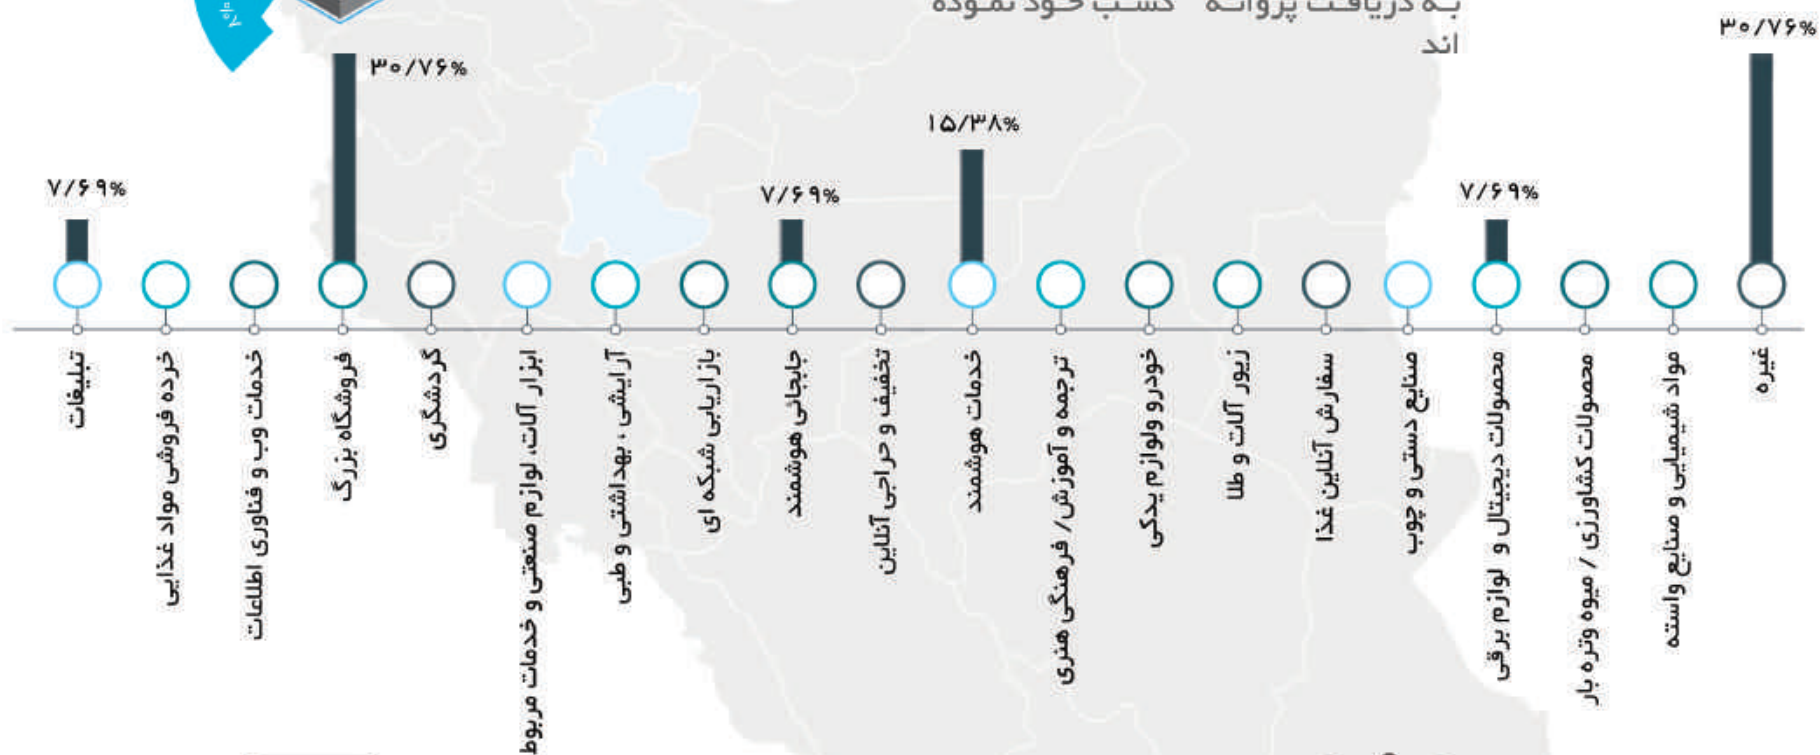 به دریافت پروانه کسب خود نموده
اند
۳۰/۷۶%
۳۰/۷۶%
۱۵/۳۸%
۷/۶۹%
۷/۶۹%
۷/۶۹%
غیره
مواد شیمیایی و صنایع واسته
محصولات کشاورزی / میوه وتره بار
محصولات دیجیتال و لوازم برقی
صنایع دستی و چوب
سفارش آنلاین غذا
زیور آلات و طلا
خودرو ولوازم یدکی
ترجمه و آموزش/ فرهنگی هنری
خدمات هوشمند
تخفیف و حراجی آنلاین
جابجائی هوشمند
بازاریابی شبکه ای
آرایشی ، بهداشتی و طبی
ابزار آلات، لوازم صنعتی و خدمات مربوط
گردشگری
فروشگاه بزرگ
خدمات وب و فناوری اطلاعات
خرده فروشی مواد غذایی
تبلیغات